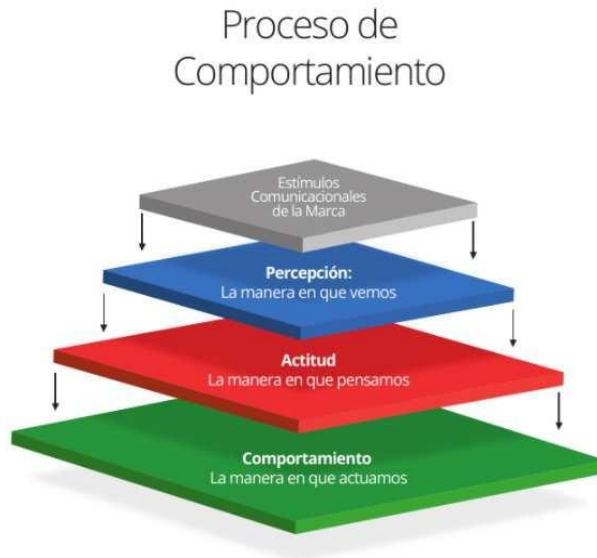 Proceso de
Comportamiento
Estímulos
Comunicacionales
de la Marca
Percepción:
La manera en que vemos
Actitud
La manera en que pensamos
Comportamiento
La manera en que actuamos